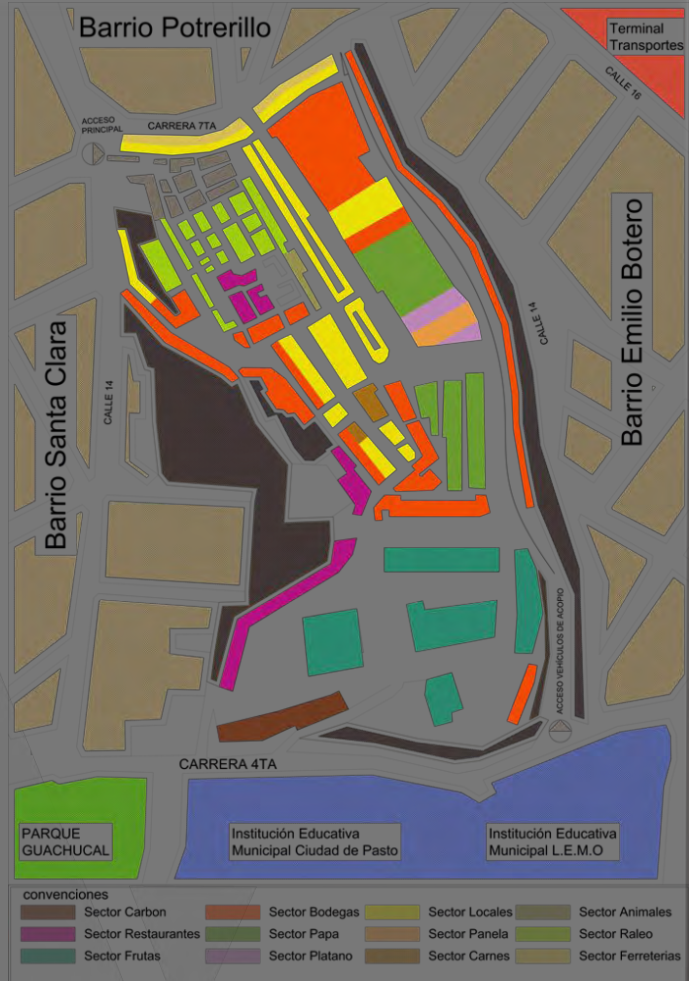 Barrio Potrerillo
Terminal
Transportes
CALLE 16
ACCESO
PRINCIPAL
CARRERA 7TA
Barrio Emilio Botero
CALLE 14
Barrio Santa Clara
CALLE 14
ACCESO VEHÍCULOS DE ACOPIO
CARRERA 4TA
PARQUE
GUACHUCAL
Institución Educativa
Municipal Ciudad de Pasto
Institución Educativa
Municipal L.E.M.O
convenciones
Sector Carbon
Sector Bodegas
Sector Locales
Sector Animales
Sector Restaurantes
Sector Papa
Sector Panela
Sector Raleo
Sector Frutas
Sector Platano
Sector Carnes
Sector Ferreterias